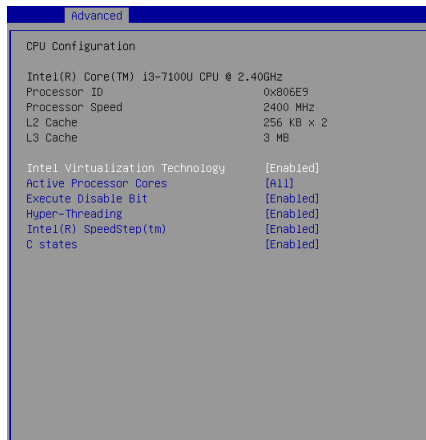 Advanced
CPU Configuration
Intel(R) Core(TM) i3-7100U CPU @ 2.40GHz
Processor ID 0x806E9
Processor Speed 2400 MHz
L2 Cache 256 KB x 2
L3 Cache 3 MB
Intel Virtualization Technology [Enabled]
Active Processor Cores [All]
Execute Disable Bit [Enabled]
Hyper-Threading [Enabled]
Intel(R) SpeedStep(tm) [Enabled]
C states [Enabled]